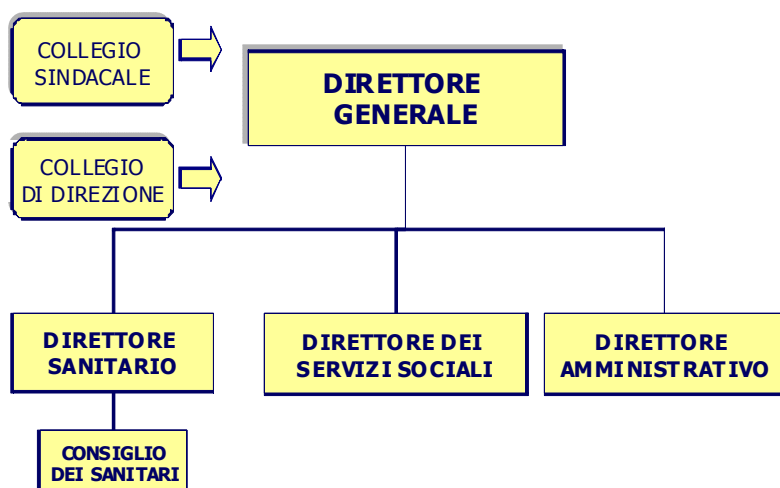 COLLEGIO
SINDACALE
DIRETTORE
GENERALE
COLLEGIO
DI DIREZIONE
DIRETTORE
SANITARIO
DIRETTORE DEI
SERVIZI SOCIALI
DIRETTORE
AMMINISTRATIVO
CONSIGLIO
DEI SANITARI